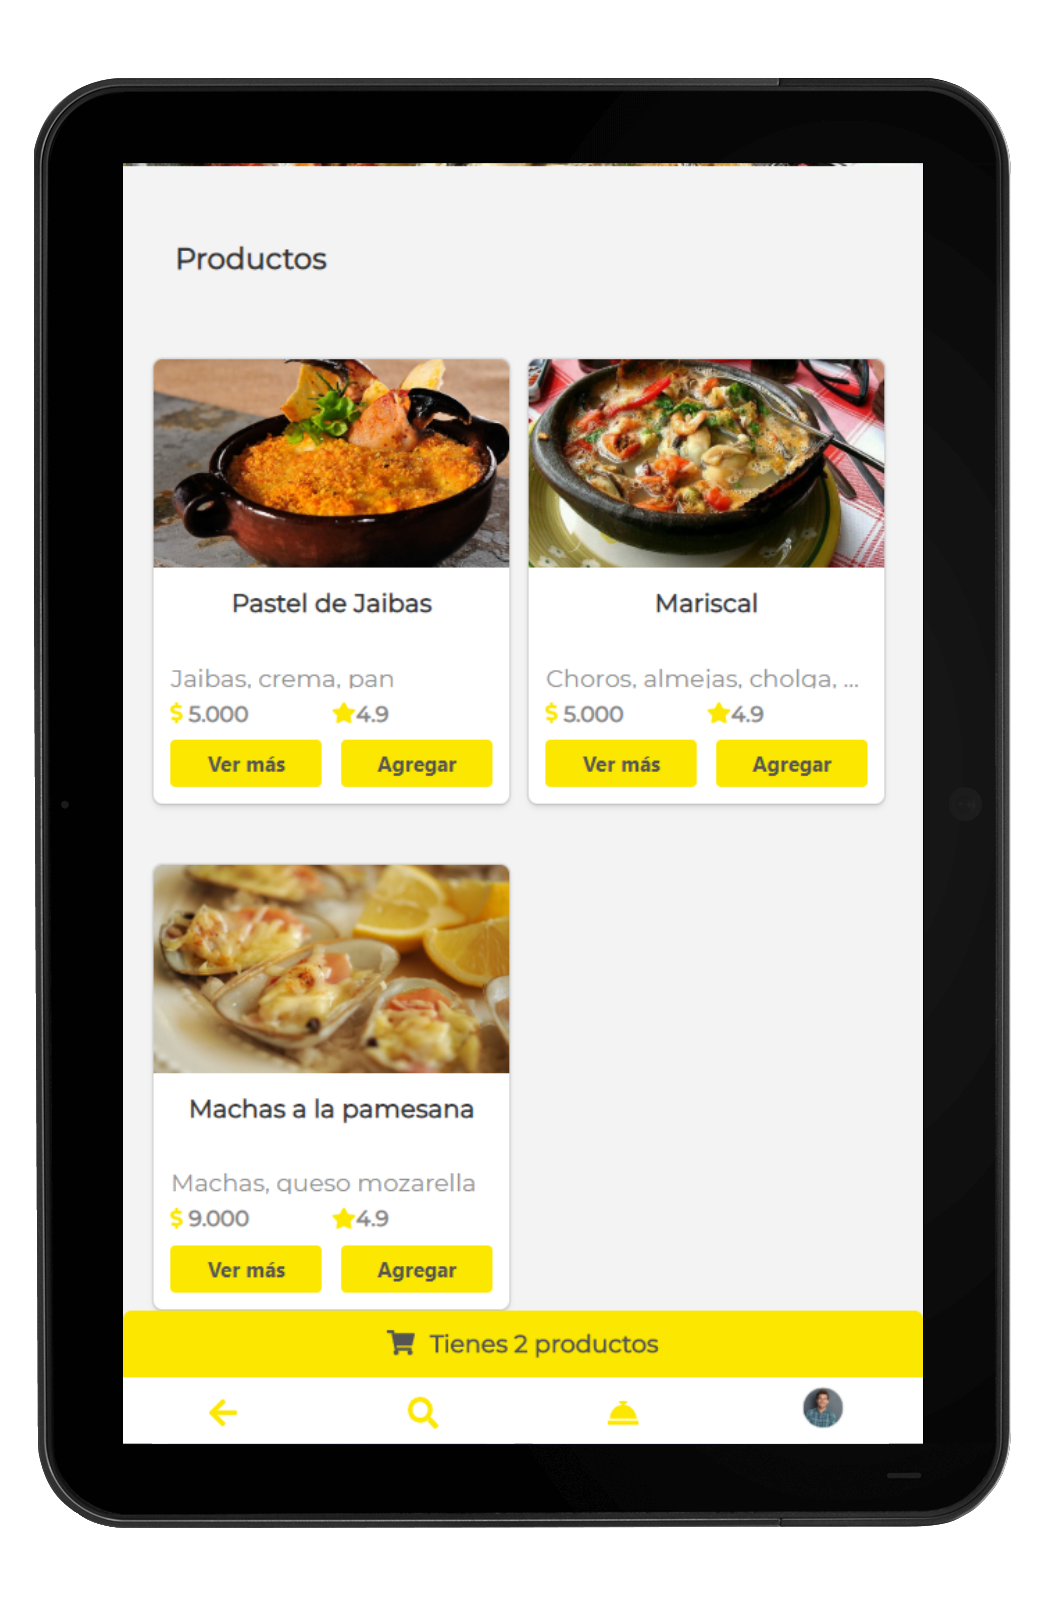 Productos
Pastel de Jaibas
Jaibas, crema, pan
$ 5.000 4.9
Ver más Agregar
Mariscal
Choros, almejas, cholga, ...
$ 5.000 4.9
Ver más Agregar
Machas a la pamesana
Machas, queso mozarella
$ 9.000 4.9
Ver más Agregar
Tienes 2 productos